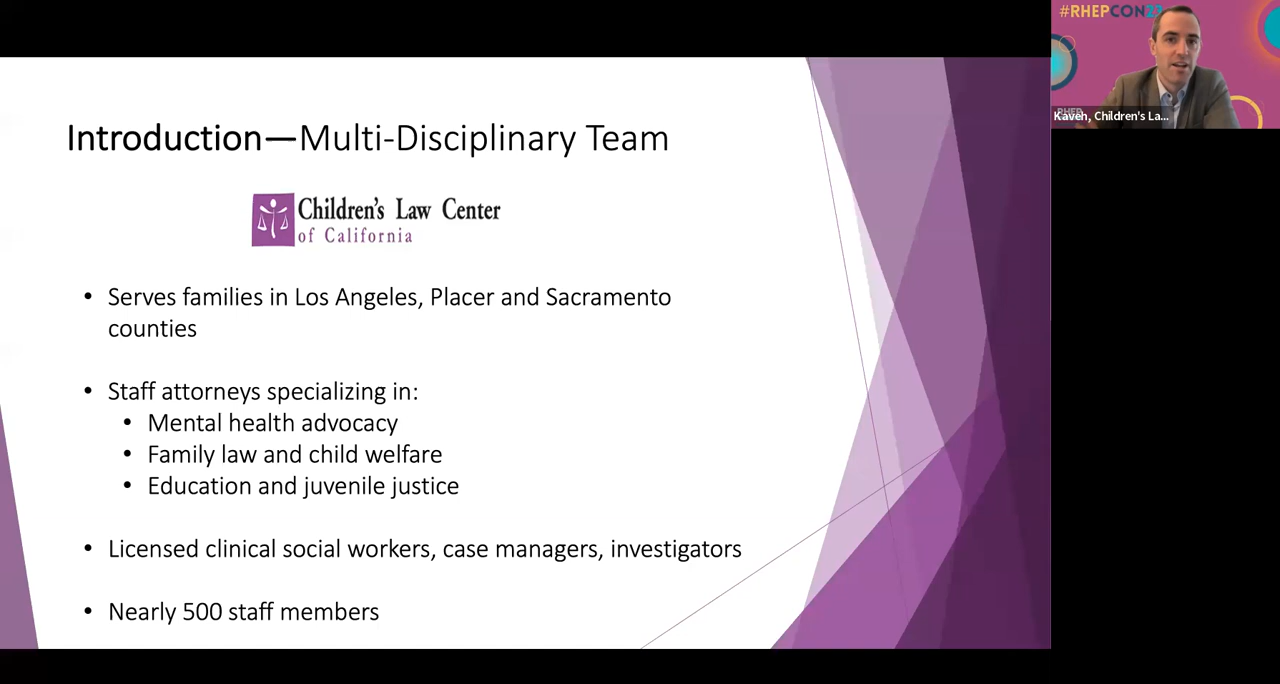 #RHEPCON2
RHEP
Kaveh, Children's La...
Introduction—Multi-Disciplinary Team
Children's Law Center
of California
• Serves families in Los Angeles, Placer and Sacramento
counties
• Staff attorneys specializing in:
• Mental health advocacy
• Family law and child welfare
• Education and juvenile justice
• Licensed clinical social workers, case managers, investigators
• Nearly 500 staff members